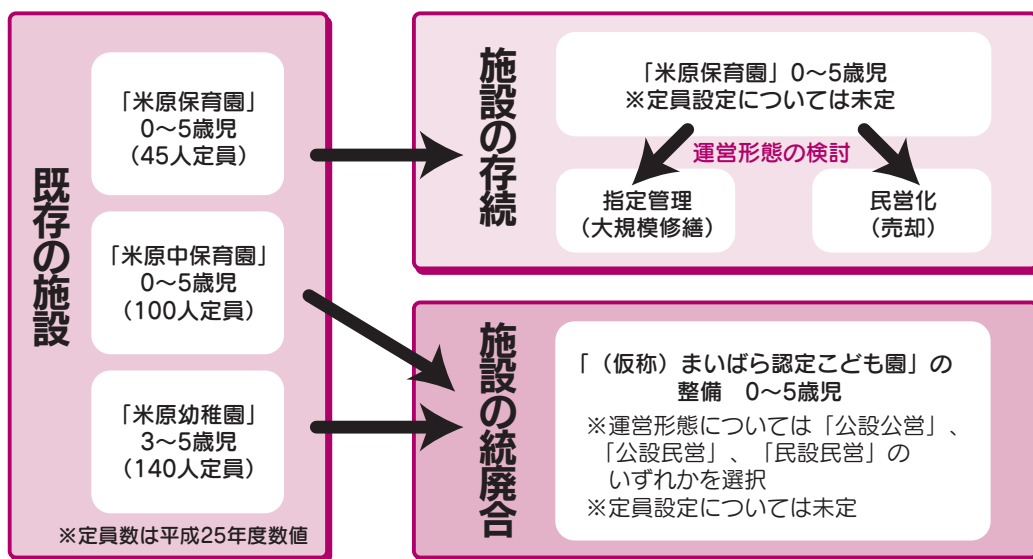 既存の施設
「米原保育園」
0〜5歳児
（45人定員）
「米原中保育園」
0〜5歳児
（100人定員）
「米原幼稚園」
3〜5歳児
（140人定員）
※定員数は平成25年度数値
施設の存続
「米原保育園」0〜5歳児
※定員設定については未定
運営形態の検討
指定管理
（大規模修繕）
民営化
（売却）
施設の統廃合
「（仮称）まいばら認定こども園」の
整備　0〜5歳児
※運営形態については「公設公営」、
「公設民営」、「民設民営」の
いずれかを選択
※定員設定については未定